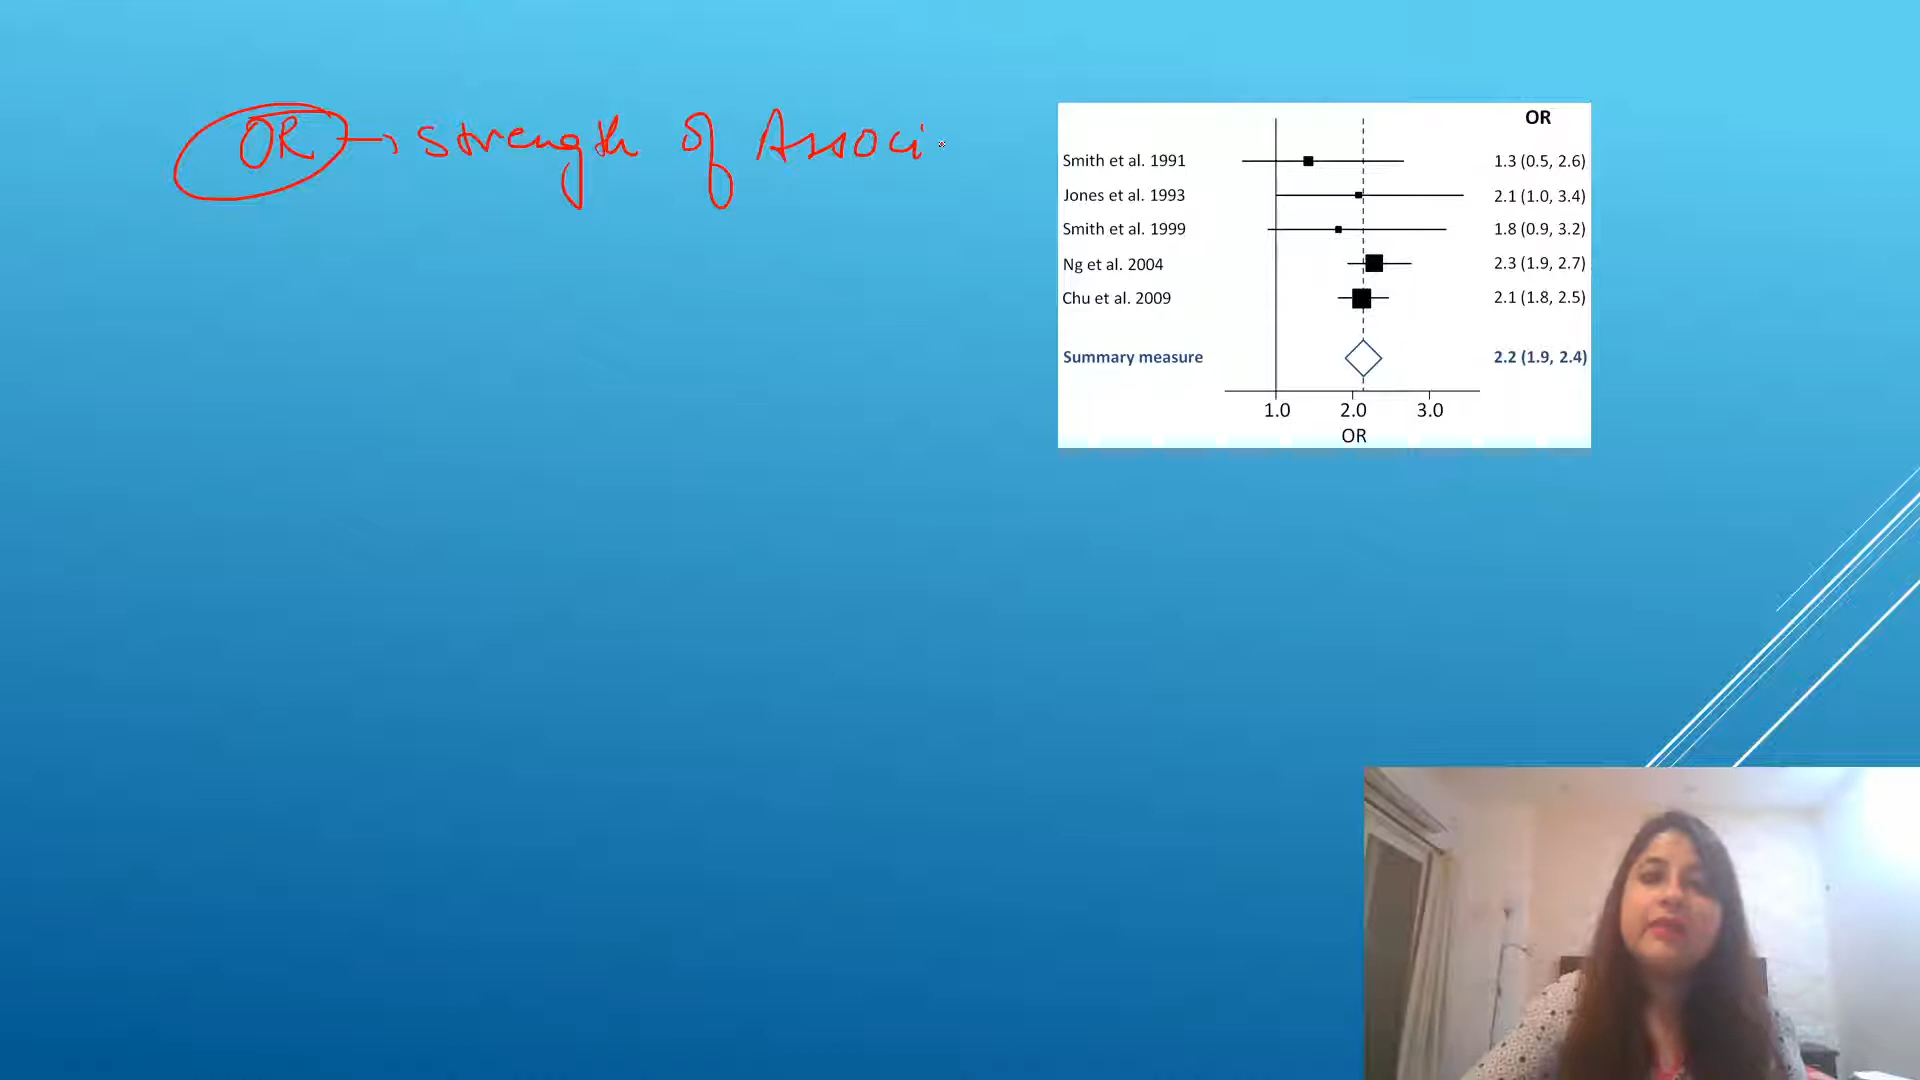 OR → strength of Associ
OR
Smith et al. 1991 1.3 (0.5, 2.6)
Jones et al. 1993 2.1 (1.0, 3.4)
Smith et al. 1999 1.8 (0.9, 3.2)
Ng et al. 2004 2.3 (1.9, 2.7)
Chu et al. 2009 2.1 (1.8, 2.5)
Summary measure 2.2 (1.9, 2.4)
1.0 2.0 3.0
OR